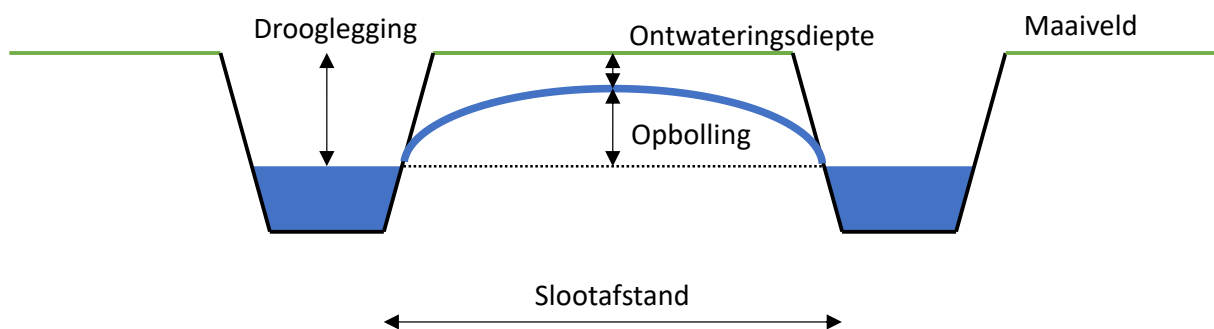 Drooglegging
Ontwateringsdiepte
Maaiveld
Opbolling
Slootafstand